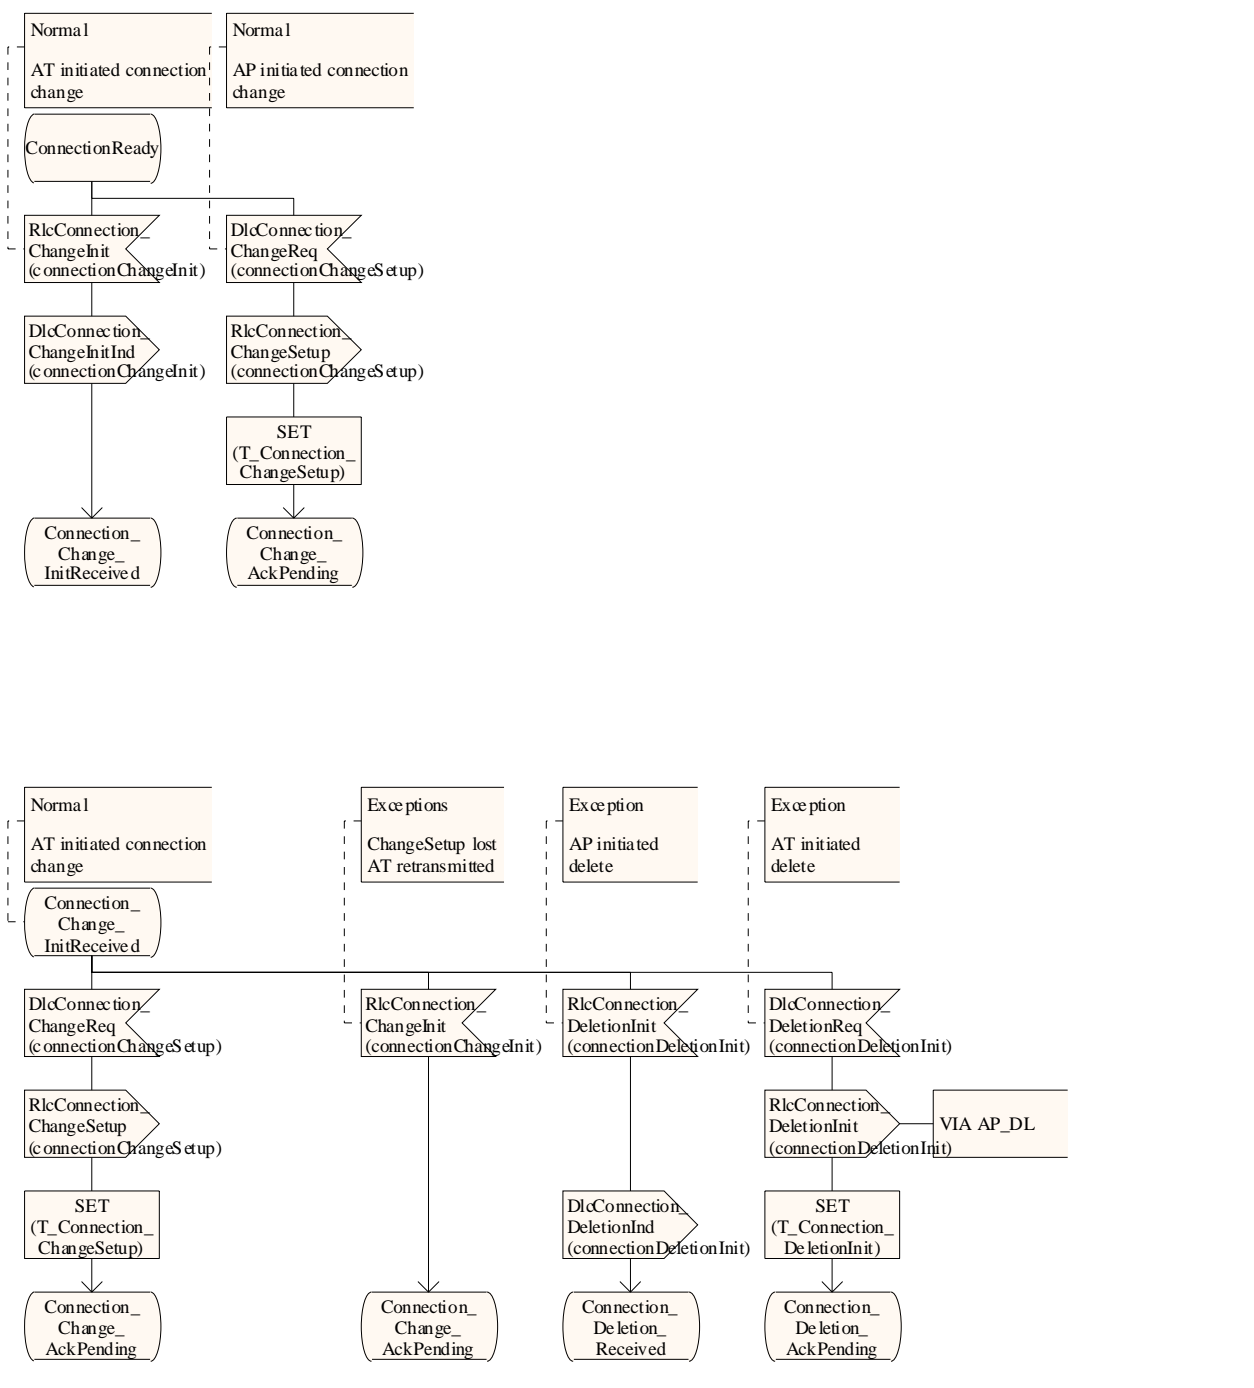 Normal
AT initiated connection
change
Normal
AP initiated connection
change
ConnectionReady
RlcConnection_
ChangeInit
(connectionChangeInit)
DlcConnection_
ChangeReq
(connectionChangeSetup)
DlcConnection_
ChangeInitInd
(connectionChangeInit)
RlcConnection_
ChangeSetup
(connectionChangeSetup)
SET
(T_Connection_
ChangeSetup)
Connection_
Change_
InitReceived
Connection_
Change_
AckPending
Normal
AT initiated connection
change
Exceptions
ChangeSetup lost
AT retransmitted
Exception
AP initiated
delete
Exception
AT initiated
delete
Connection_
Change_
InitReceived
DlcConnection_
ChangeReq
(connectionChangeSetup)
RlcConnection_
ChangeInit
(connectionChangeInit)
RlcConnection_
DeletionInit
(connectionDeletionInit)
DlcConnection_
DeletionReq
(connectionDeletionInit)
RlcConnection_
ChangeSetup
(connectionChangeSetup)
RlcConnection_
DeletionInit
(connectionDeletionInit)
VIA AP_DL
SET
(T_Connection_
ChangeSetup)
DlcConnection_
DeletionInd
(connectionDeletionInit)
SET
(T_Connection_
DeletionInit)
Connection_
Change_
AckPending
Connection_
Change_
AckPending
Connection_
Deletion_
Received
Connection_
Deletion_
AckPending